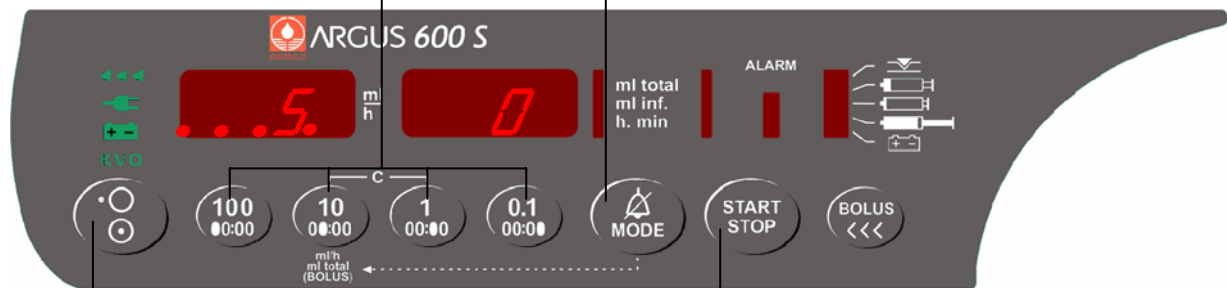 ARGUS 600 S
ALARM
5.
ml
h
0
ml total
ml inf.
h. min
KVO
C
100
00:00
10
00:00
1
00:00
0.1
00:00
MODE
START
STOP
BOLUS
<<<
ml/h
ml total
(BOLUS)